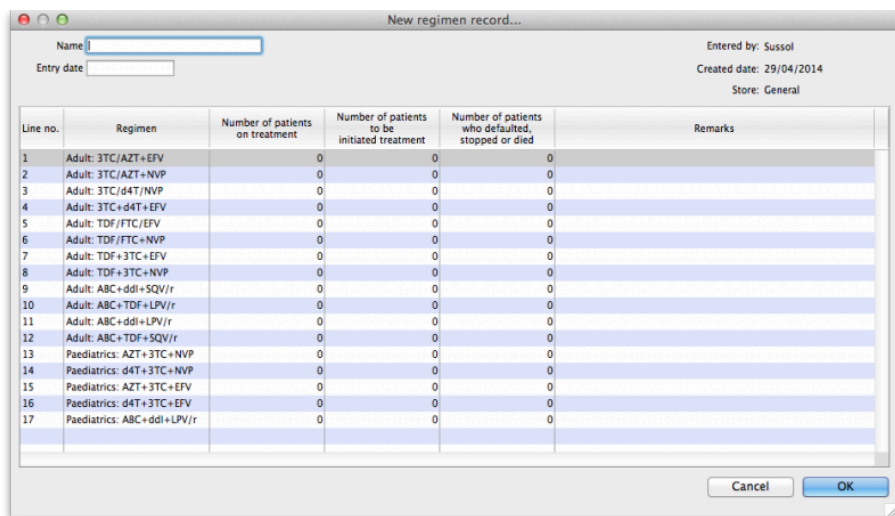 New regimen record...
Name
Entered by: Sussol
Entry date
Created date: 29/04/2014
Store: General
Line no. Regimen Number of patients on treatment Number of patients to be initiated treatment Number of patients who defaulted, stopped or died Remarks
1 Adult: 3TC/AZT+EFV 0 0 0
2 Adult: 3TC/AZT+NVP 0 0 0
3 Adult: 3TC/d4T/NVP 0 0 0
4 Adult: 3TC+d4T+EFV 0 0 0
5 Adult: TDF/FTC/EFV 0 0 0
6 Adult: TDF/FTC+NVP 0 0 0
7 Adult: TDF+3TC+EFV 0 0 0
8 Adult: TDF+3TC+NVP 0 0 0
9 Adult: ABC+ddI+SQV/r 0 0 0
10 Adult: ABC+TDF+LPV/r 0 0 0
11 Adult: ABC+ddI+LPV/r 0 0 0
12 Adult: ABC+TDF+SQV/r 0 0 0
13 Paediatrics: AZT+3TC+NVP 0 0 0
14 Paediatrics: d4T+3TC+NVP 0 0 0
15 Paediatrics: AZT+3TC+EFV 0 0 0
16 Paediatrics: d4T+3TC+EFV 0 0 0
17 Paediatrics: ABC+ddI+LPV/r 0 0 0
Cancel OK